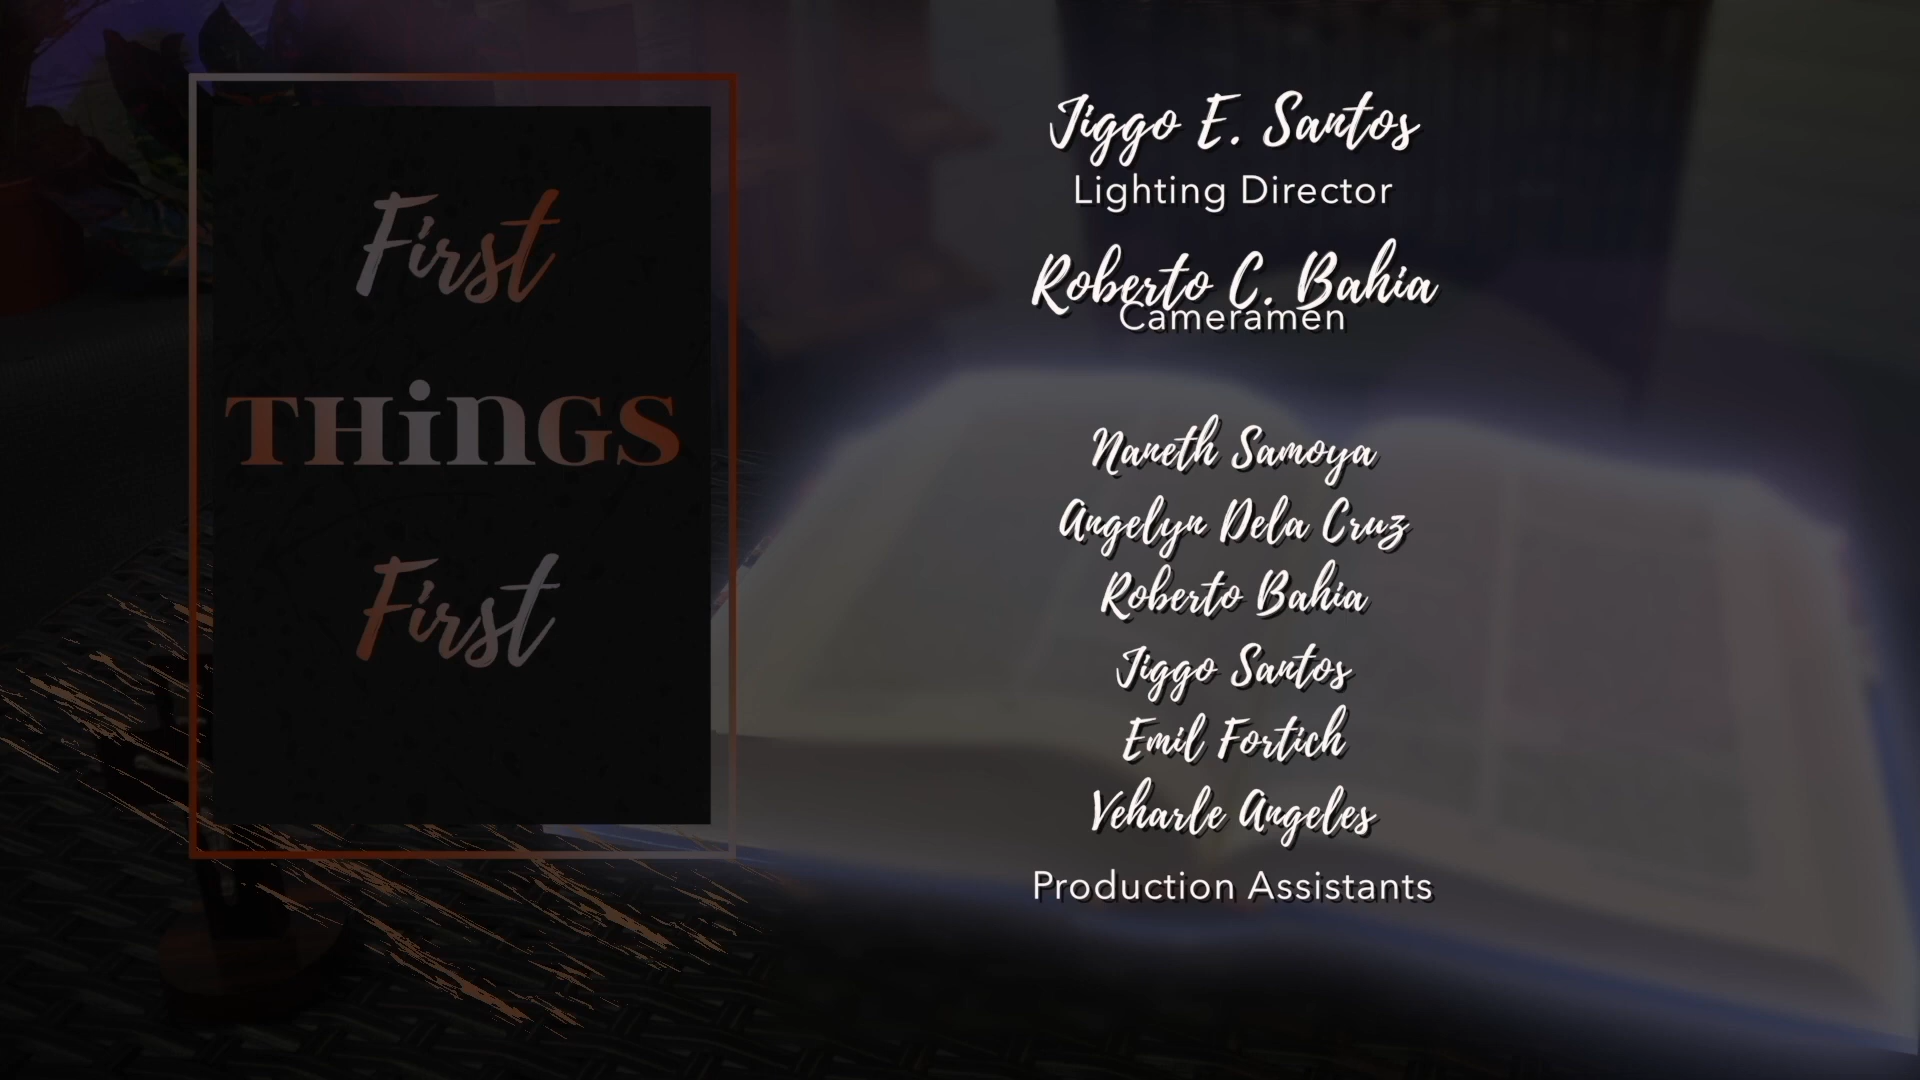 First
THiNGS
First
Jiggo E. Santos
Lighting Director
Roberto C. Bahia
Cameramen
Naneth Samoya
Angelyn Dela Cruz
Roberto Bahia
Jiggo Santos
Emil Fortich
Veharle Angeles
Production Assistants